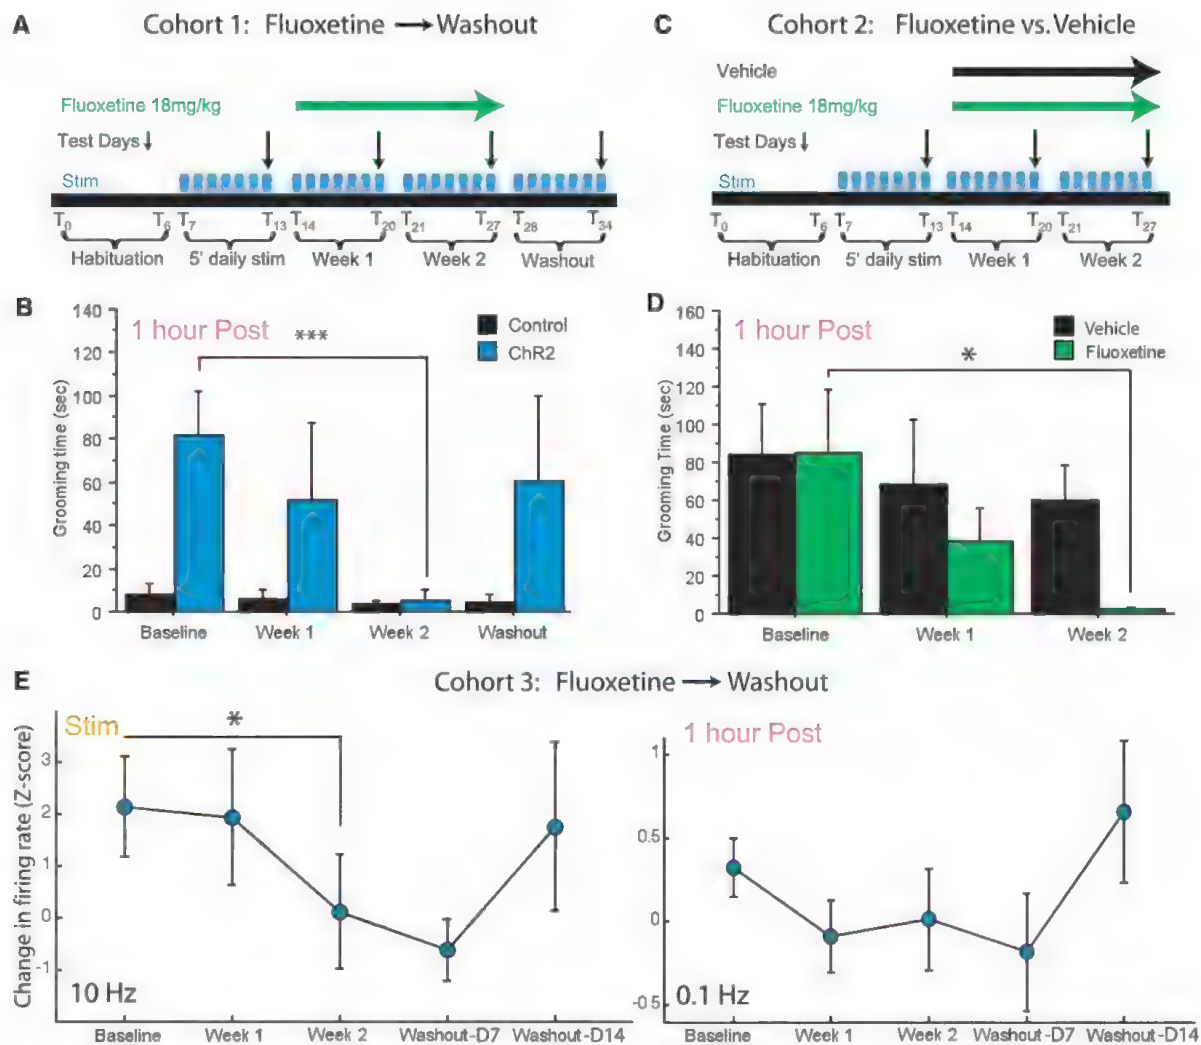 A Cohort 1: Fluoxetine → Washout
Fluoxetine 18mg/kg
Test Days ↓
Stim
T0 T6 T7 13 T14 T20 T21 T27 T28 T34
Habituation 5' daily stim Week 1 Week 2 Washout
C Cohort 2: Fluoxetine vs. Vehicle
Vehicle
Fluoxetine 18mg/kg
Test Days ↓
Stim
T0 T6 T7 T13 T14 T20 T21 T27
Habituation 5' daily stim Week 1 Week 2
B
1 hour Post
***
Control
ChR2
Grooming time (sec)
140
120
100
80
60
40
20
0
Baseline Week 1 Week 2 Washout
D
1 hour Post
*
Vehicle
Fluoxetine
Grooming Time (sec)
160
140
120
100
80
60
40
20
0
Baseline Week 1 Week 2
E Cohort 3: Fluoxetine → Washout
Stim
*
Change in firing rate (Z-score)
3
2
1
0
-1
10 Hz
Baseline Week 1 Week 2 Washout-D7 Washout-D14
1 hour Post
1
0.5
0
-0.5
0.1 Hz
Baseline Week 1 Week 2 Washout-D7 Washout-D14